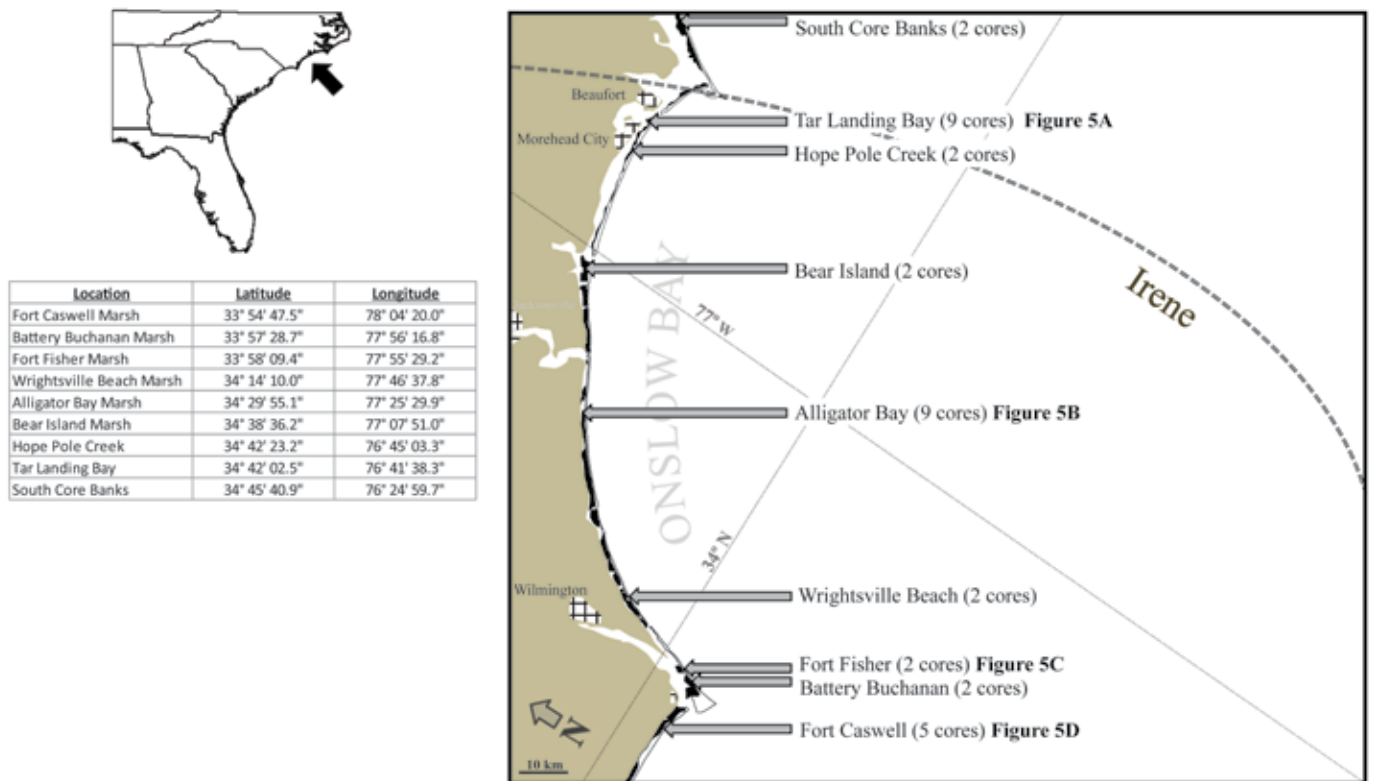 Location Latitude Longitude
Fort Caswell Marsh 33° 54' 47.5" 78° 04' 20.0"
Battery Buchanan Marsh 33° 57' 28.7" 77° 56' 16.8"
Fort Fisher Marsh 33° 58' 09.4" 77° 55' 29.2"
Wrightsville Beach Marsh 34° 14' 10.0" 77° 46' 37.8"
Alligator Bay Marsh 34° 29' 55.1" 77° 25' 29.9"
Bear Island Marsh 34° 38' 36.2" 77° 07' 51.0"
Hope Pole Creek 34° 42' 23.2" 76° 45' 03.3"
Tar Landing Bay 34° 42' 02.5" 76° 41' 38.3"
South Core Banks 34° 45' 40.9" 76° 24' 59.7"
South Core Banks (2 cores)
Beaufort
Tar Landing Bay (9 cores) Figure 5A
Morehead City
Hope Pole Creek (2 cores)
Bear Island (2 cores)
Irene
77° W
ONSLOW BAY
Alligator Bay (9 cores) Figure 5B
34° N
Wilmington
Wrightsville Beach (2 cores)
Fort Fisher (2 cores) Figure 5C
Battery Buchanan (2 cores)
Fort Caswell (5 cores) Figure 5D
N
10 km